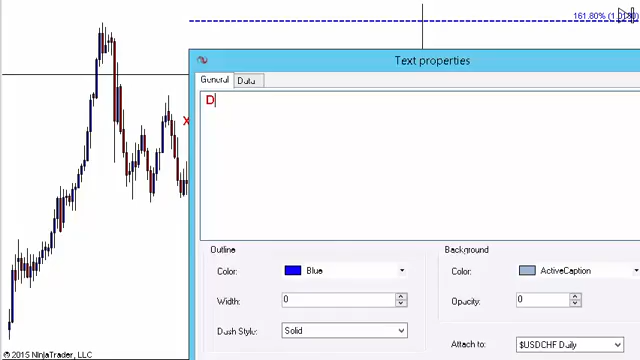 161.80% (1.0
Text properties
General Data
D
X
Outline
Background
Color: Blue
Color: ActiveCaption
Width: 0
Opacity: 0
Dash Style: Solid
Attach to: $USDCHF Daily
© 2015 NinjaTrader, LLC